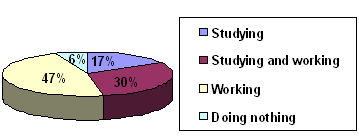 6%
17%
47%
30%
Studying
Studying and working
Working
Doing nothing